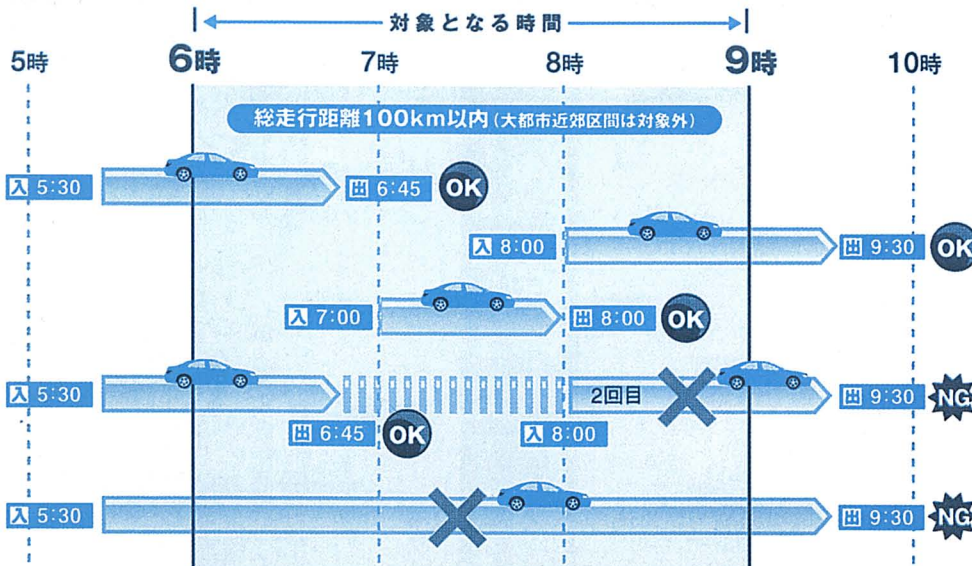 対象となる時間
5時 6時 7時 8時 9時 10時
総走行距離100km以内(大都市近郊区間は対象外)
入 5:30 出 6:45 OK
入 8:00 出 9:30 OK
入 7:00 出 8:00 OK
入 5:30 2回目 出 9:30 NG
出 6:45 OK 入 8:00
入 5:30 出 9:30 NG